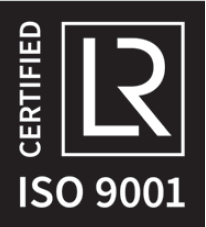 CERTIFIED
LR
ISO 9001